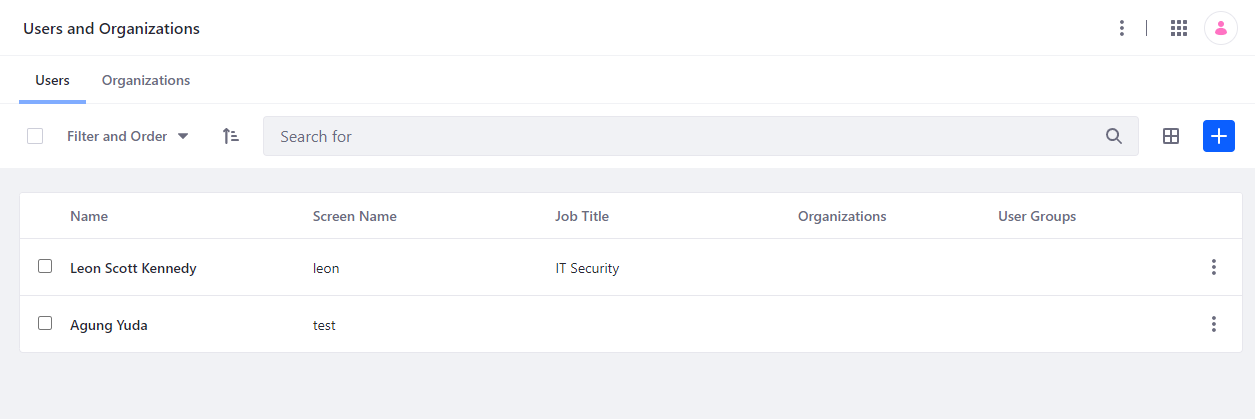 Users and Organizations
Users Organizations
Filter and Order Search for
Name Screen Name Job Title Organizations User Groups
Leon Scott Kennedy leon IT Security
Agung Yuda test